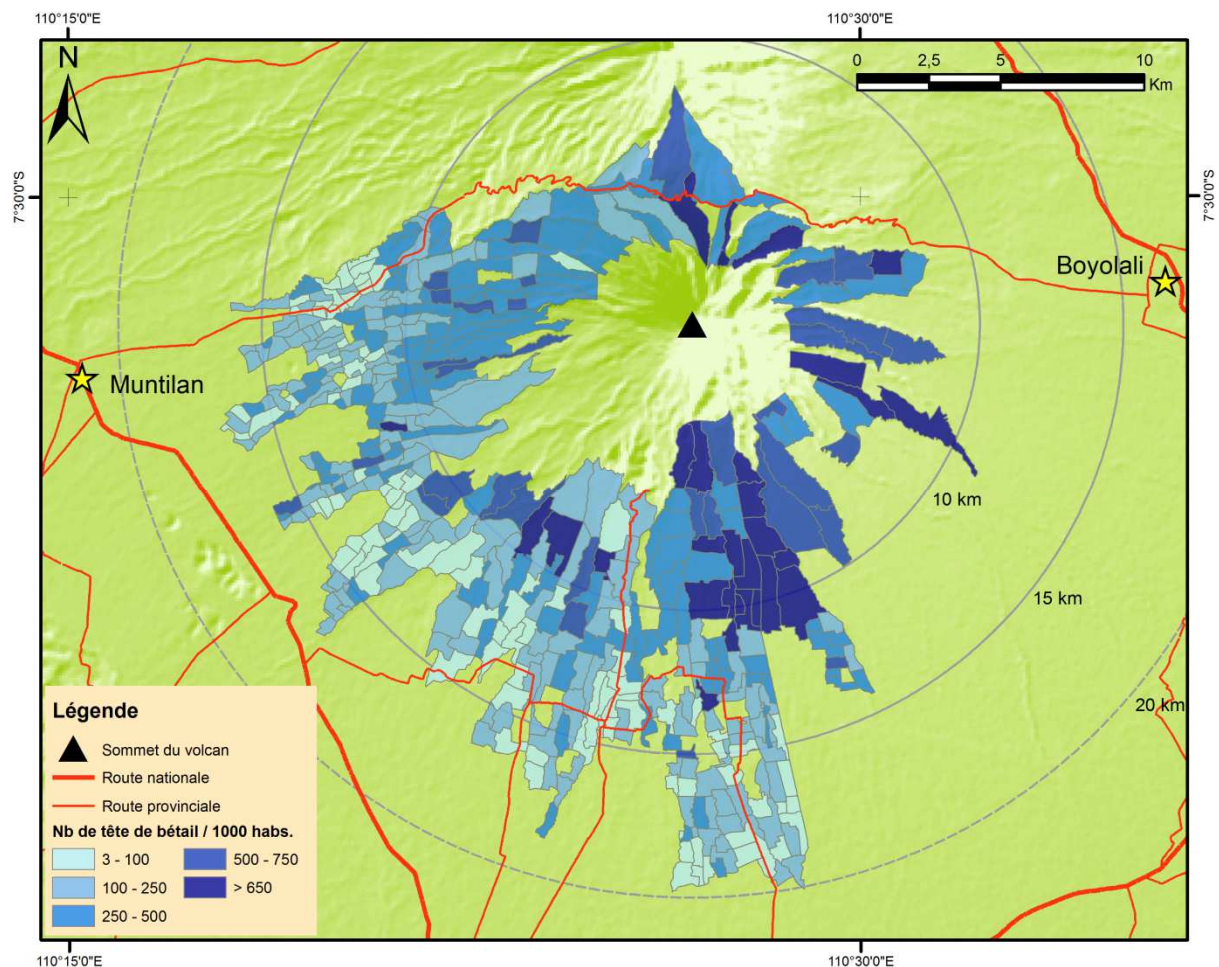 110°15'0"E
110°30'0"E
N
0
2,5
5
10
Km
7°30'0"S
7°30'0"S
Boyolali
Muntilan
10 km
15 km
20 km
Légende
Sommet du volcan
Route nationale
Route provinciale
Nb de tête de bétail / 1000 habs.
3 - 100
500 - 750
100 - 250
> 650
250 - 500
110°15'0"E
110°30'0"E